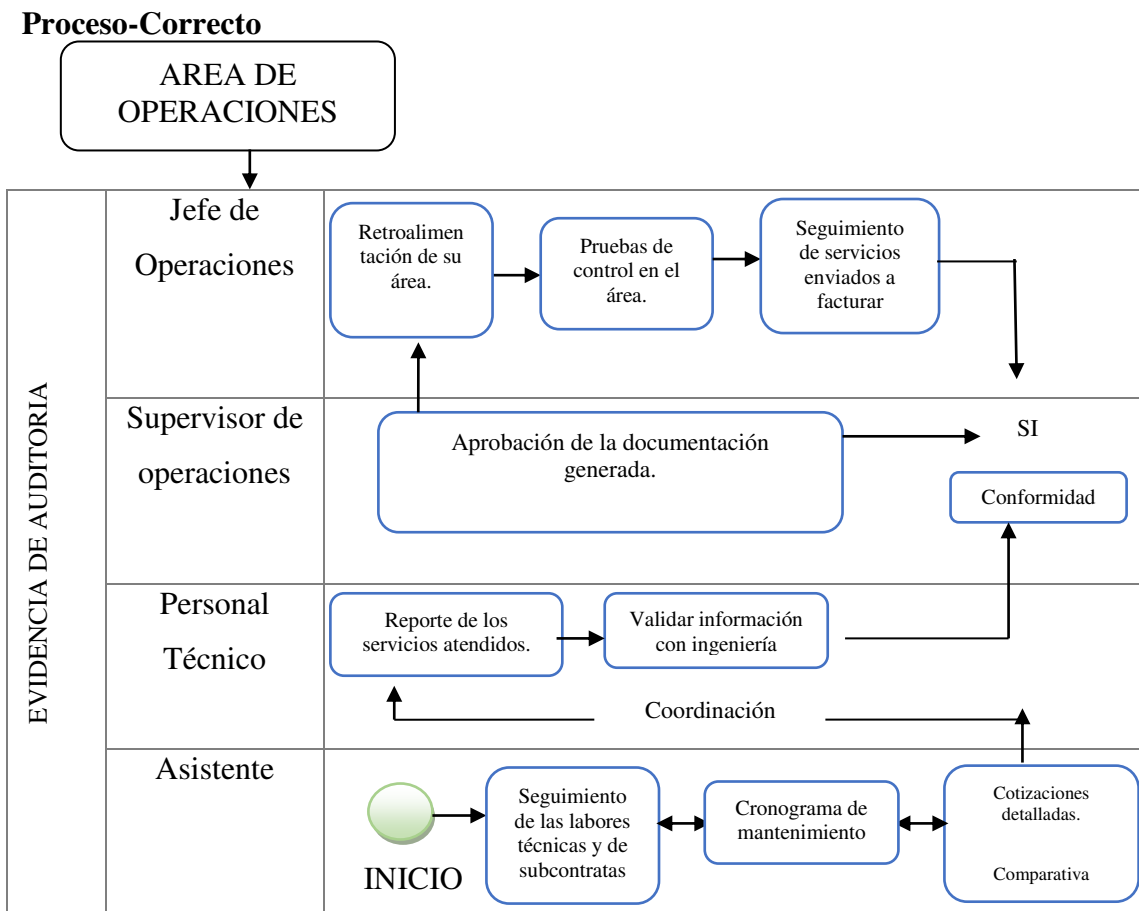 Proceso-Correcto
AREA DE
OPERACIONES
EVIDENCIA DE AUDITORIA
Jefe de
Operaciones
Retroalimen
tación de su
área.
Pruebas de
control en el
área.
Seguimiento
de servicios
enviados a
facturar
Supervisor de
operaciones
Aprobación de la documentación
generada.
SI
Conformidad
Personal
Técnico
Reporte de los
servicios atendidos.
Validar información
con ingeniería
Coordinación
Asistente
INICIO
Seguimiento
de las labores
técnicas y de
subcontratas
Cronograma de
mantenimiento
Cotizaciones
detalladas.
Comparativa